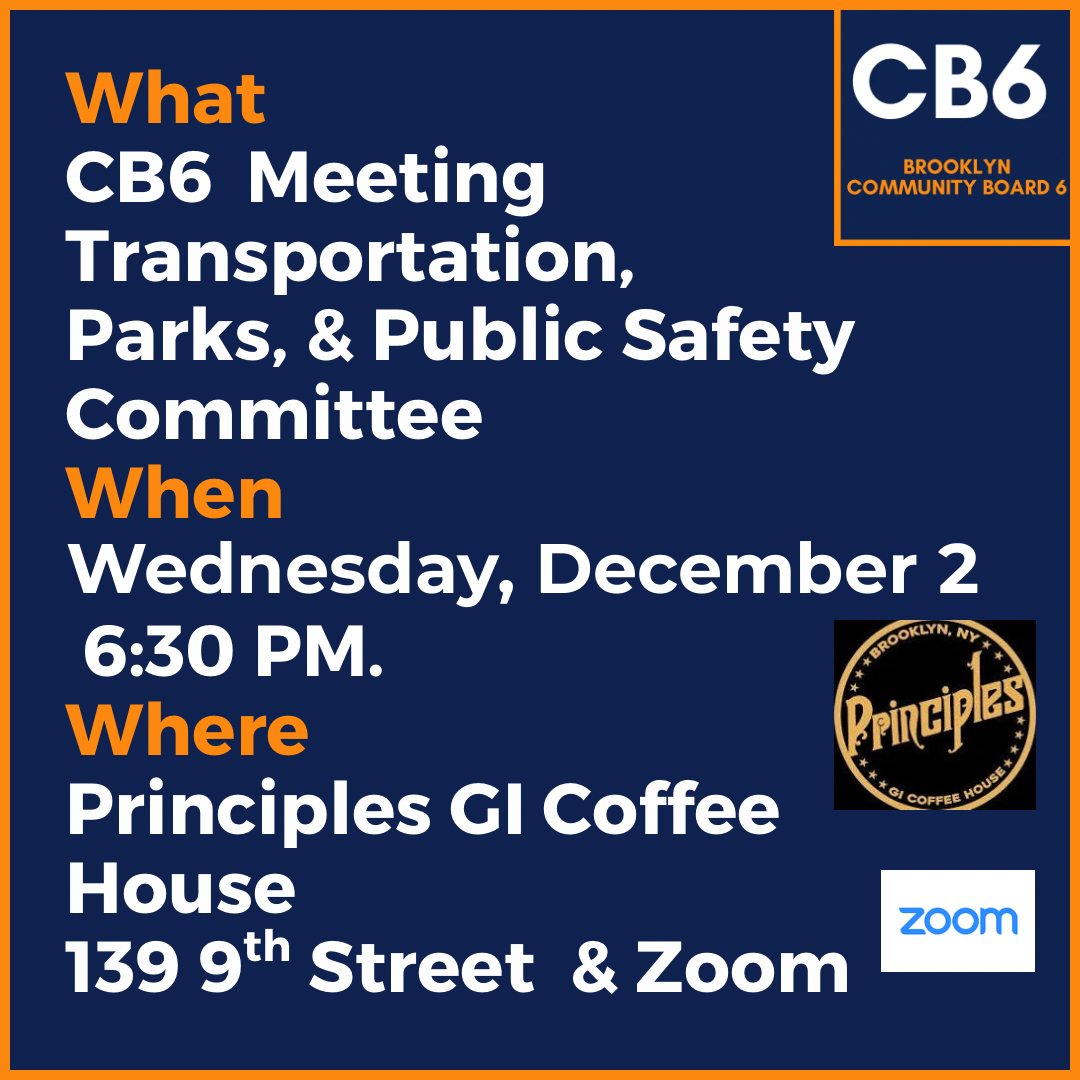 CB6
BROOKLYN
COMMUNITY BOARD 6
What
CB6 Meeting
Transportation,
Parks, & Public Safety
Committee
When
Wednesday, December 2
6:30 PM.
Where
Principles GI Coffee
House
139 9th Street & Zoom
BROOKLYN, NY
Principles
GI COFFEE HOUSE
zoom